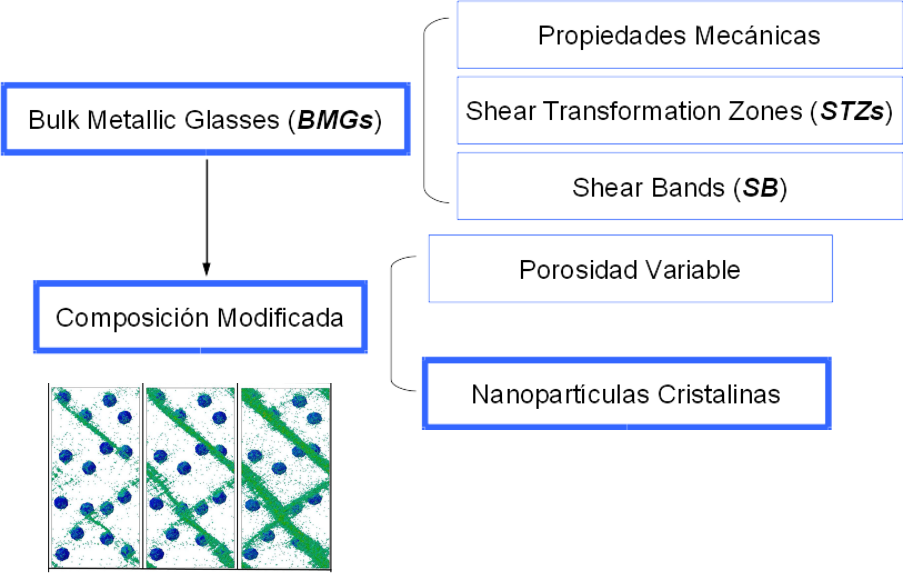 Propiedades Mecánicas
Bulk Metallic Glasses (BMGs)
Shear Transformation Zones (STZs)
Shear Bands (SB)
Porosidad Variable
Composición Modificada
Nanopartículas Cristalinas